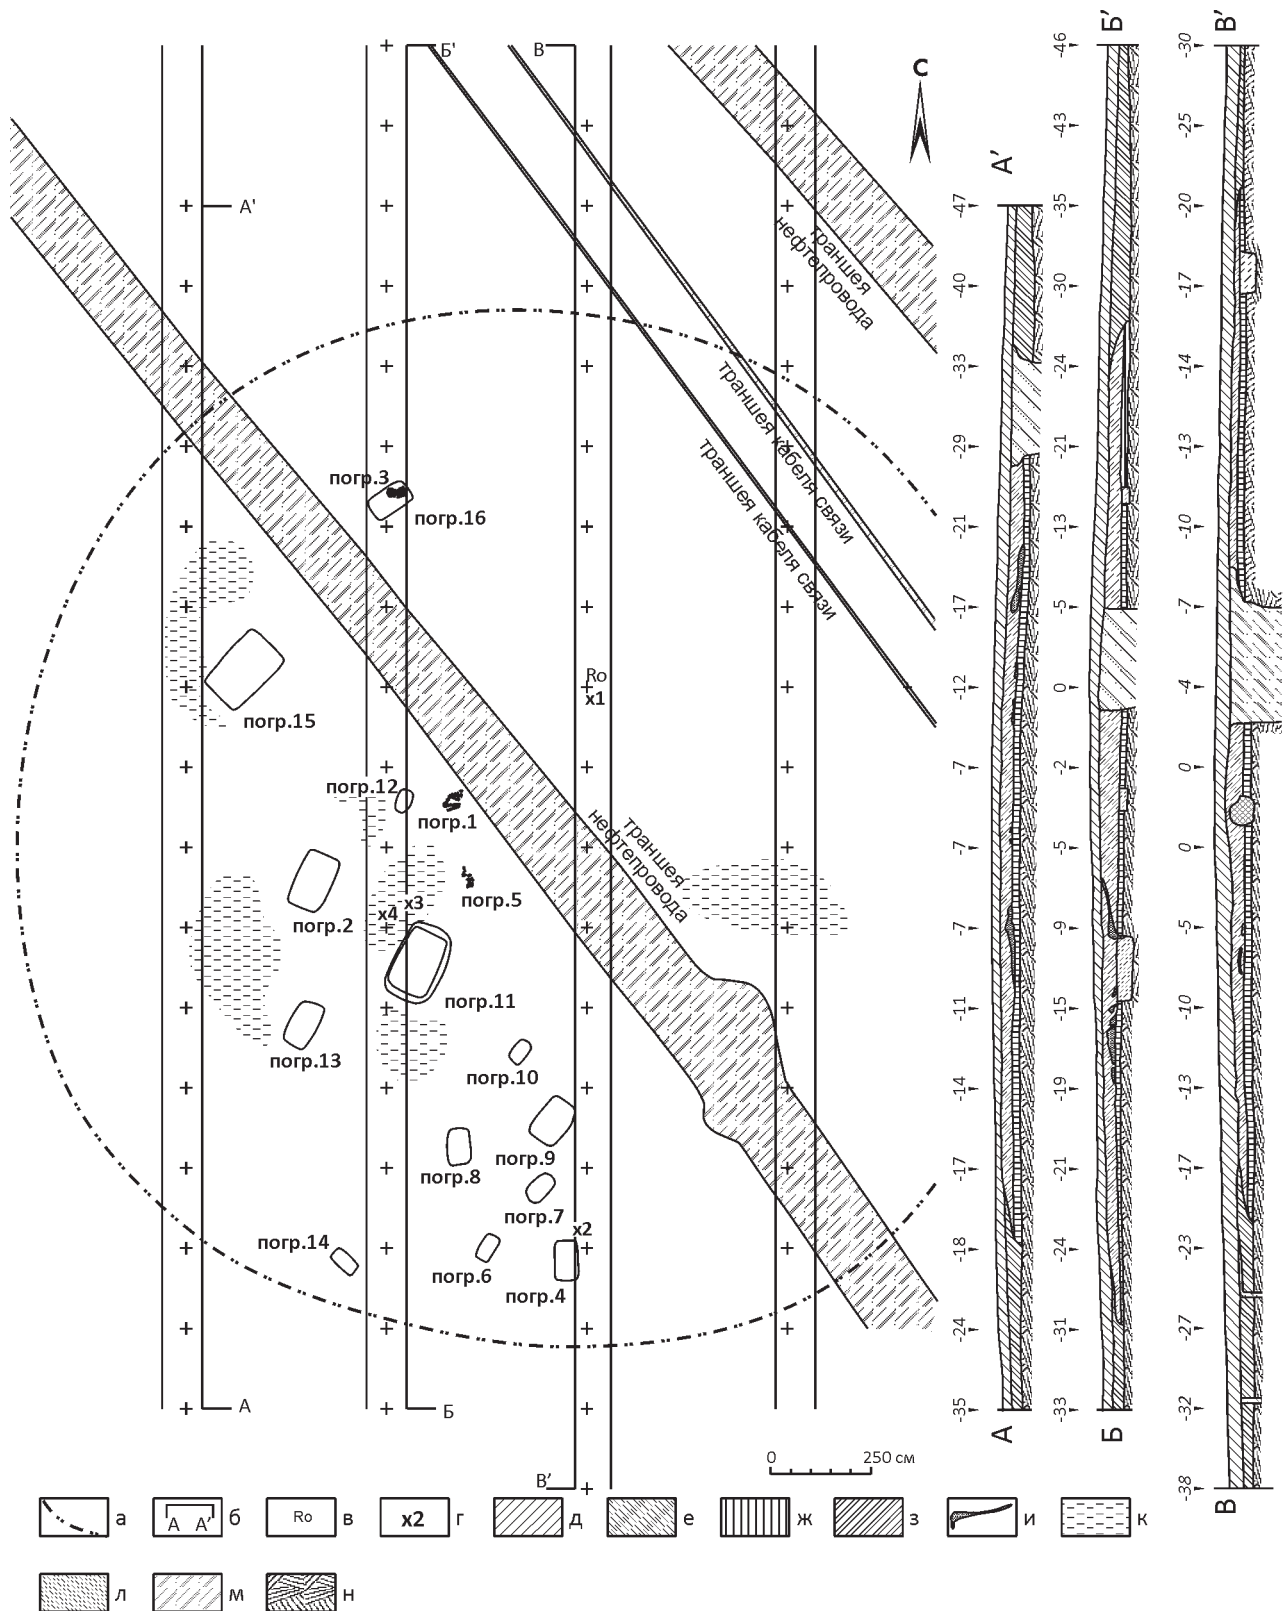 Б'
В
С
А'
траншея
нефтепровода
траншея кабеля связи
траншея кабеля связи
погр.3
погр.16
погр.15
Ro
x1
погр.12
погр.1
траншея
нефтепровода
погр.2
x3
x4
погр.5
погр.11
погр.13
погр.10
погр.9
погр.8
погр.7
x2
погр.14
погр.6
погр.4
А
Б
В'
0 250 см
А'
-47
-40
-33
-29
-21
-17
-12
-7
-7
-7
-11
-14
-17
-18
-24
-35
А
Б'
-46
-43
-35
-30
-24
-21
-13
-5
0
-2
-5
-9
-15
-19
-21
-24
-31
-33
Б
В'
-30
-25
-20
-17
-14
-13
-10
-7
-4
0
0
-5
-10
-13
-17
-23
-27
-32
-38
В
а
А А' б
Ro в
x2 г
д
е
ж
з
и
к
л
м
н